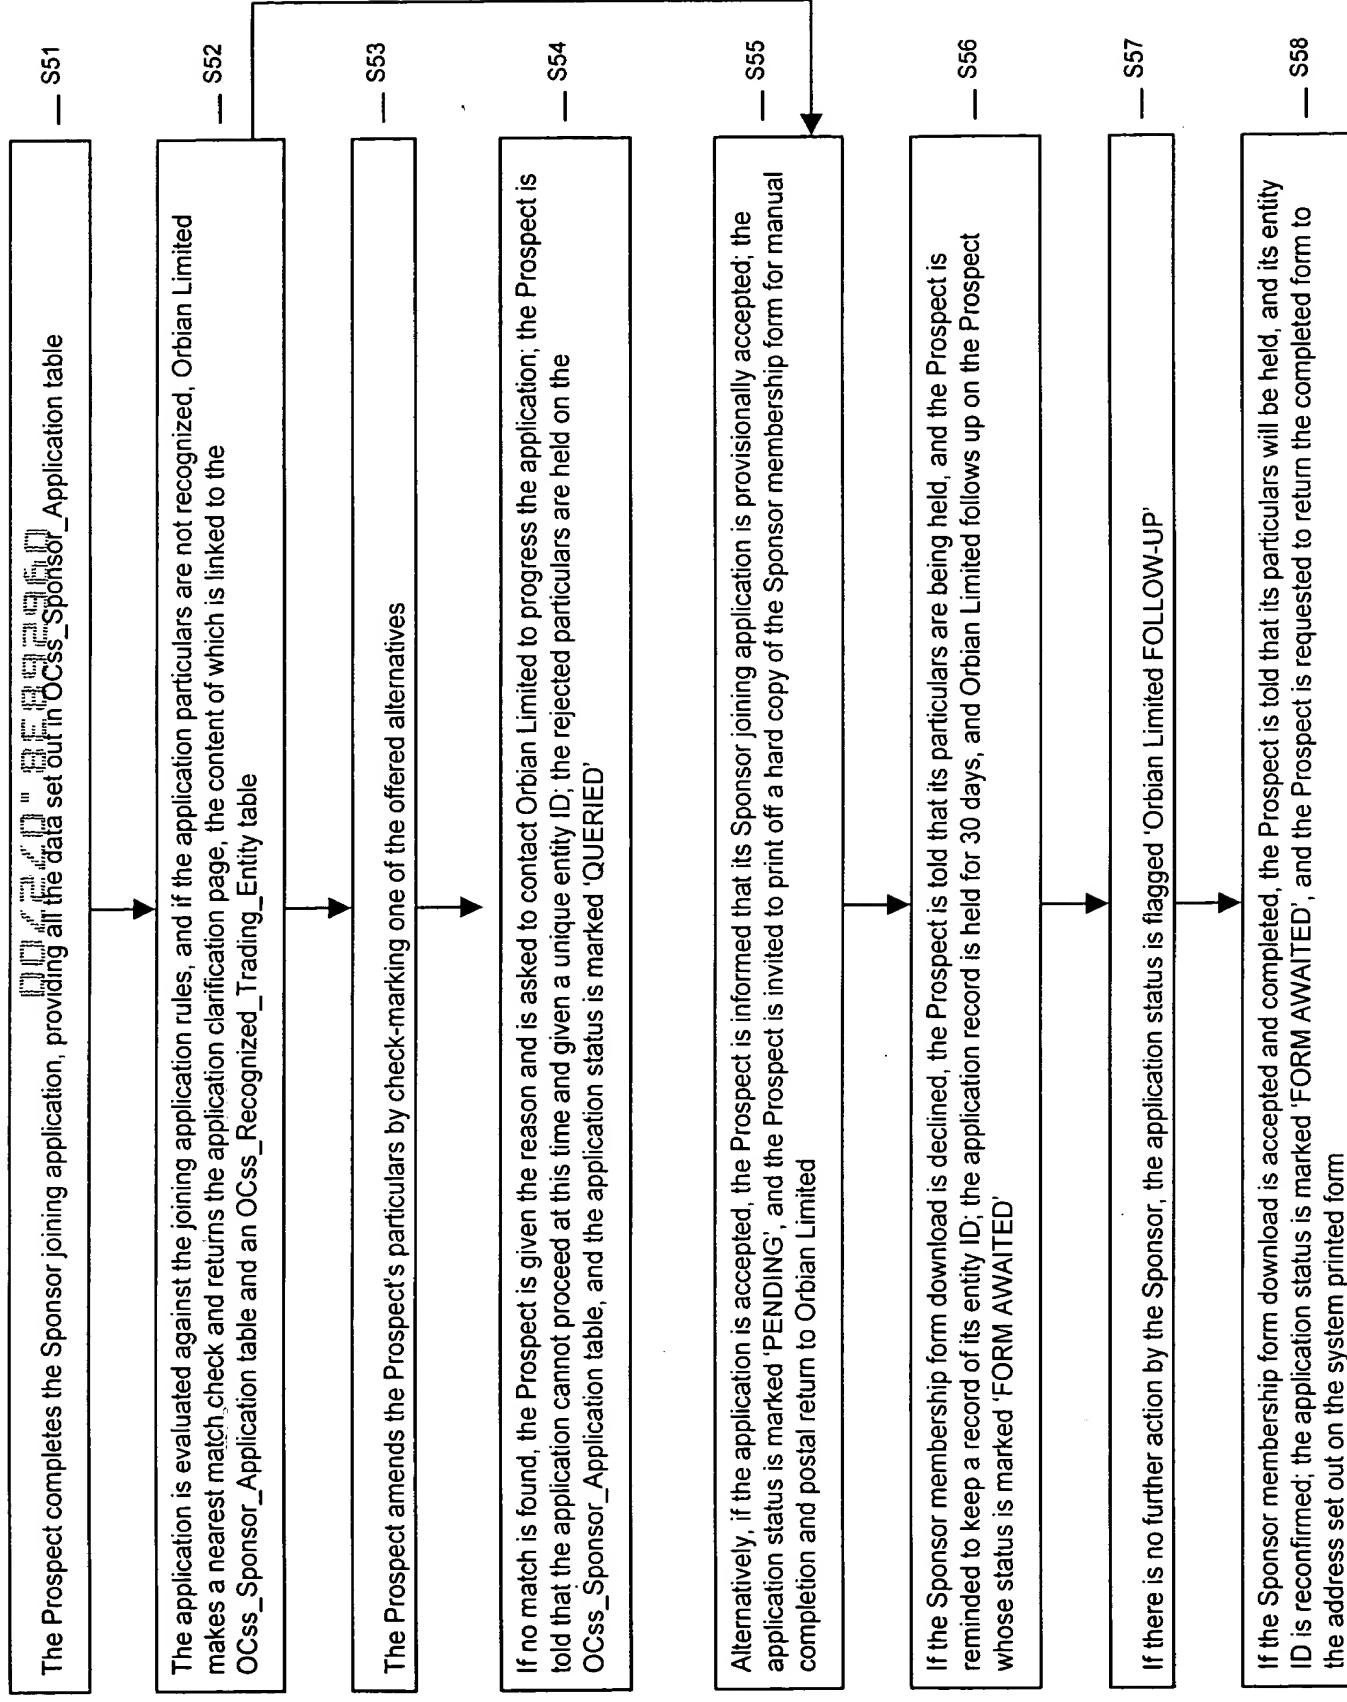 The Prospect completes the Sponsor joining application, providing all the data set out in OCss_Sponsor_Application table
S51
The application is evaluated against the joining application rules, and if the application particulars are not recognized, Orbian Limited
makes a nearest match check and returns the application clarification page, the content of which is linked to the
OCss_Sponsor_Application table and an OCss_Recognized_Trading_Entity table
S52
The Prospect amends the Prospect's particulars by check-marking one of the offered alternatives
S53
If no match is found, the Prospect is given the reason and is asked to contact Orbian Limited to progress the application; the Prospect is
told that the application cannot proceed at this time and given a unique entity ID; the rejected particulars are held on the
OCss_Sponsor_Application table, and the application status is marked 'QUERIED'
S54
Alternatively, if the application is accepted, the Prospect is informed that its Sponsor joining application is provisionally accepted; the
application status is marked 'PENDING', and the Prospect is invited to print off a hard copy of the Sponsor membership form for manual
completion and postal return to Orbian Limited
S55
If the Sponsor membership form download is declined, the Prospect is told that its particulars are being held, and the Prospect is
reminded to keep a record of its entity ID; the application record is held for 30 days, and Orbian Limited follows up on the Prospect
whose status is marked 'FORM AWAITED'
S56
If there is no further action by the Sponsor, the application status is flagged 'Orbian Limited FOLLOW-UP'
S57
If the Sponsor membership form download is accepted and completed, the Prospect is told that its particulars will be held, and its entity
ID is reconfirmed; the application status is marked 'FORM AWAITED', and the Prospect is requested to return the completed form to
the address set out on the system printed form
S58